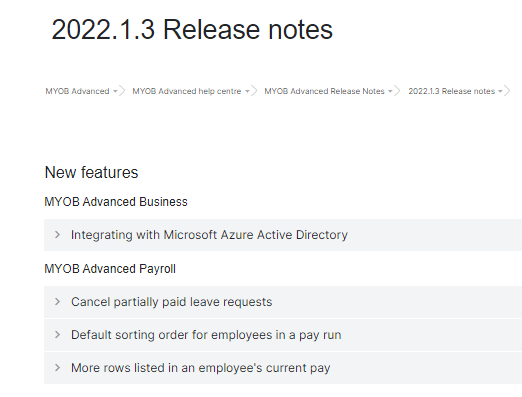 2022.1.3 Release notes
MYOB Advanced MYOB Advanced help centre MYOB Advanced Release Notes 2022.1.3 Release notes
New features
MYOB Advanced Business
Integrating with Microsoft Azure Active Directory
MYOB Advanced Payroll
Cancel partially paid leave requests
Default sorting order for employees in a pay run
More rows listed in an employee's current pay